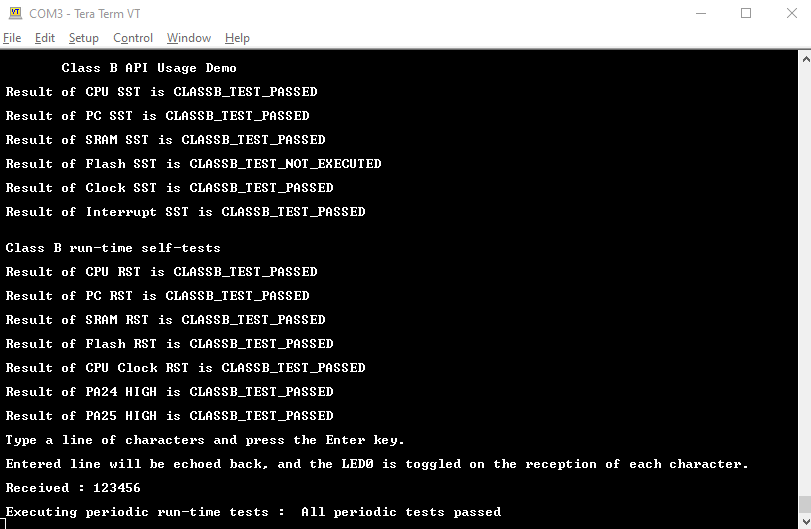 COM3 - Tera Term VT
File Edit Setup Control Window Help
Class B API Usage Demo
Result of CPU SST is CLASSB_TEST_PASSED
Result of PC SST is CLASSB_TEST_PASSED
Result of SRAM SST is CLASSB_TEST_PASSED
Result of Flash SST is CLASSB_TEST_NOT_EXECUTED
Result of Clock SST is CLASSB_TEST_PASSED
Result of Interrupt SST is CLASSB_TEST_PASSED
Class B run-time self-tests
Result of CPU RST is CLASSB_TEST_PASSED
Result of PC RST is CLASSB_TEST_PASSED
Result of SRAM RST is CLASSB_TEST_PASSED
Result of Flash RST is CLASSB_TEST_PASSED
Result of CPU Clock RST is CLASSB_TEST_PASSED
Result of PA24 HIGH is CLASSB_TEST_PASSED
Result of PA25 HIGH is CLASSB_TEST_PASSED
Type a line of characters and press the Enter key.
Entered line will be echoed back, and the LED0 is toggled on the reception of each character.
Received : 123456
Executing periodic run-time tests :  All periodic tests passed